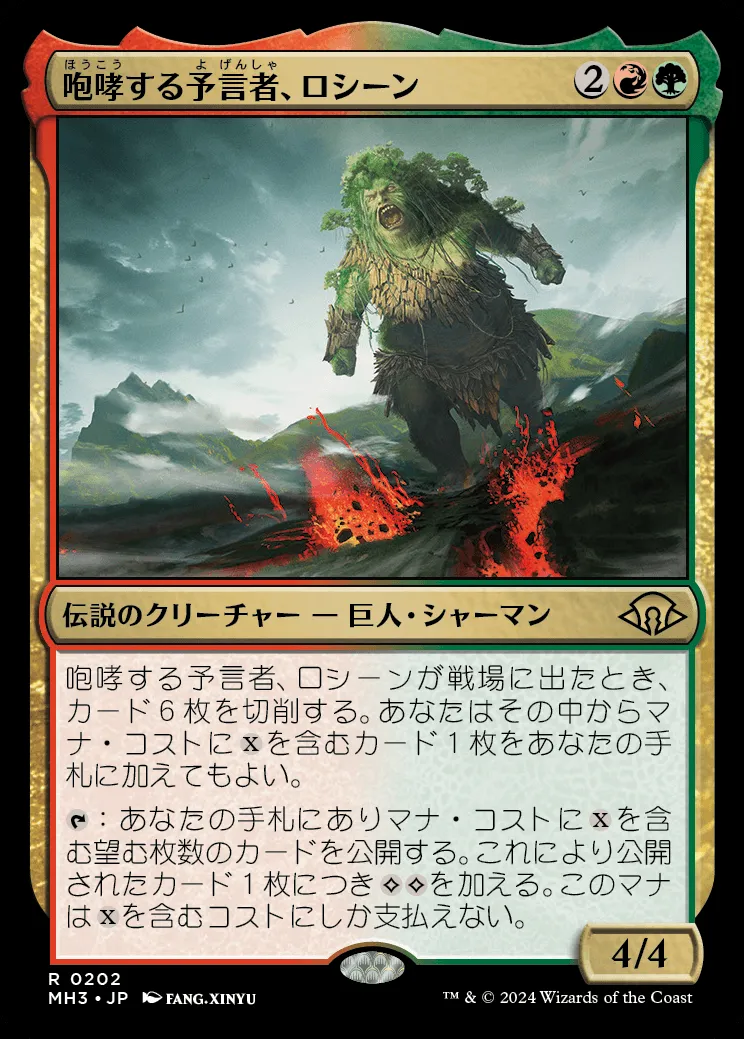 ほうこう よげんしゃ
咆哮する予言者、ロシーン 2
伝説のクリーチャー — 巨人・シャーマン
咆哮する予言者、ロシーンが戦場に出たとき、
カード6枚を切削する。あなたはその中からマ
ナ・コストに X を含むカード1枚をあなたの手
札に加えてもよい。
:あなたの手札にありマナ・コストに X を含
む望む枚数のカードを公開する。これにより公開
されたカード1枚につき を加える。このマナ
は X を含むコストにしか支払えない。
4/4
R 0202
MH3 • JP FANG.XINYU
™ & © 2024 Wizards of the Coast